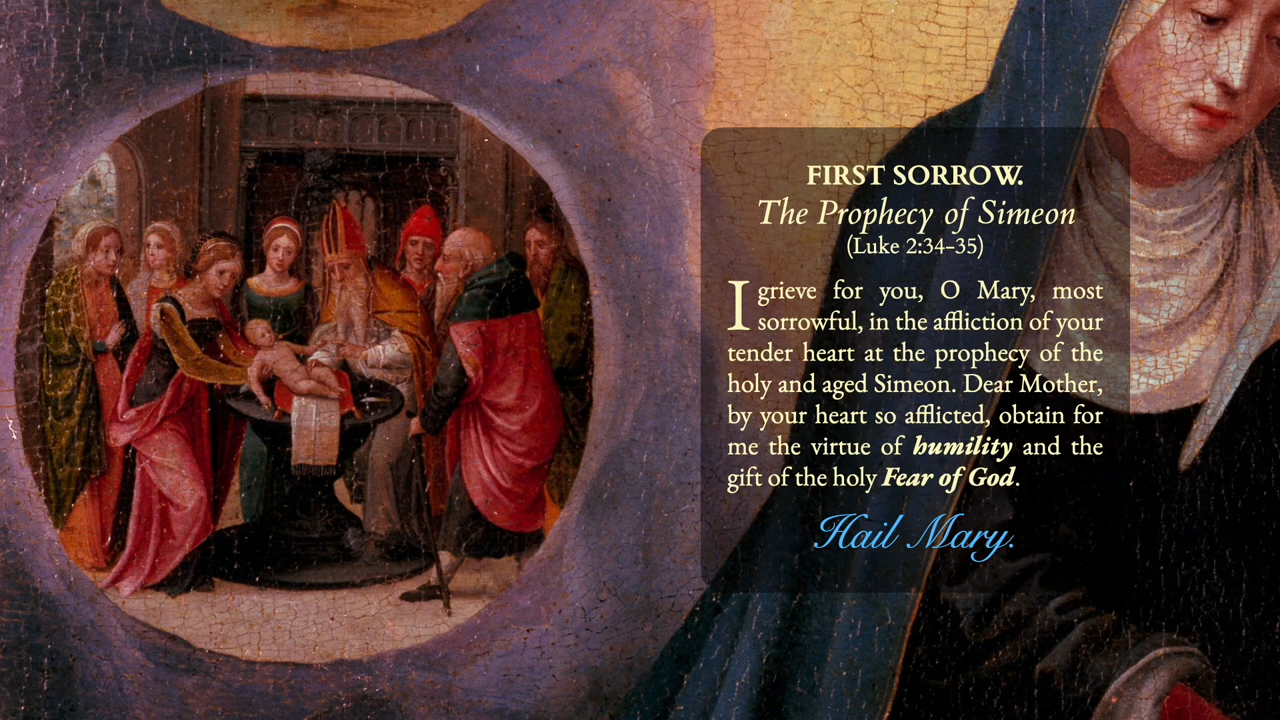 FIRST SORROW.
The Prophecy of Simeon
(Luke 2:34–35)
I grieve for you, O Mary, most
sorrowful, in the affliction of your
tender heart at the prophecy of the
holy and aged Simeon. Dear Mother,
by your heart so afflicted, obtain for
me the virtue of humility and the
gift of the holy Fear of God.
Hail Mary.